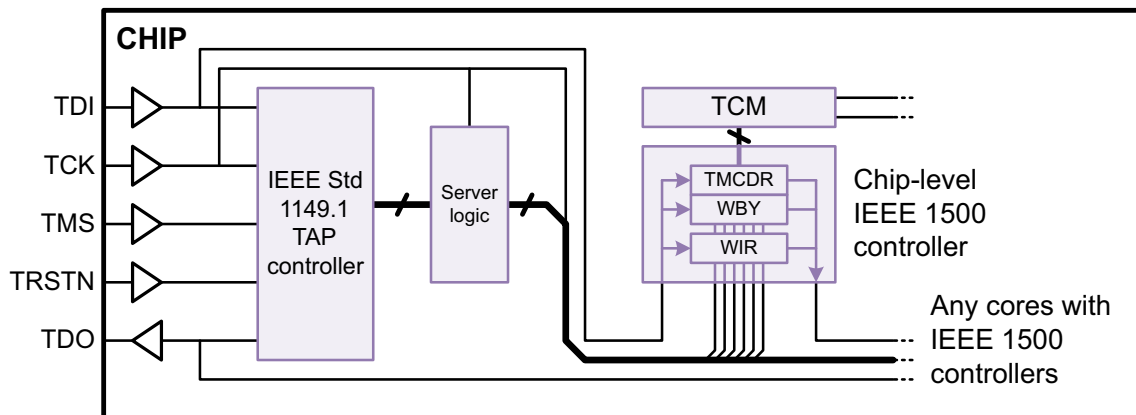 CHIP
TDI
TCK
TMS
TRSTN
TDO
IEEE Std
1149.1
TAP
controller
Server
logic
TCM
TMCDR
WBY
WIR
Chip-level
IEEE 1500
controller
Any cores with
IEEE 1500
controllers